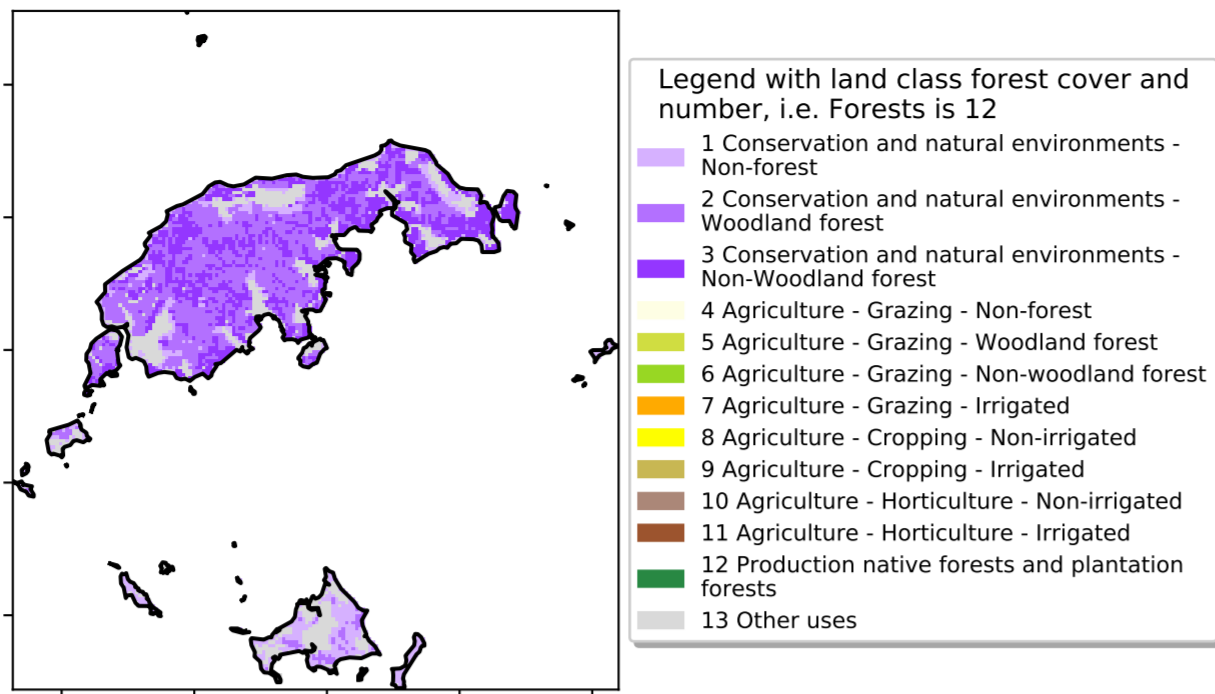 Legend with land class forest cover and
number, i.e. Forests is 12
1 Conservation and natural environments -
Non-forest
2 Conservation and natural environments -
Woodland forest
3 Conservation and natural environments -
Non-Woodland forest
4 Agriculture - Grazing - Non-forest
5 Agriculture - Grazing - Woodland forest
6 Agriculture - Grazing - Non-woodland forest
7 Agriculture - Grazing - Irrigated
8 Agriculture - Cropping - Non-irrigated
9 Agriculture - Cropping - Irrigated
10 Agriculture - Horticulture - Non-irrigated
11 Agriculture - Horticulture - Irrigated
12 Production native forests and plantation
forests
13 Other uses